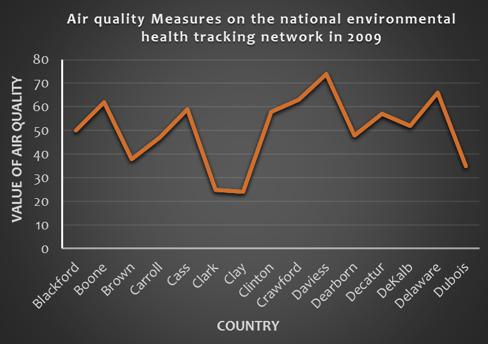 Air quality Measures on the national environmental
health tracking network in 2009
VALUE OF AIR QUALITY
80
70
60
50
40
30
20
10
0
Blackford
Boone
Brown
Carroll
Cass
Clark
Clay
Clinton
Crawford
Daviess
Dearborn
Decatur
DeKalb
Delaware
Dubois
COUNTRY